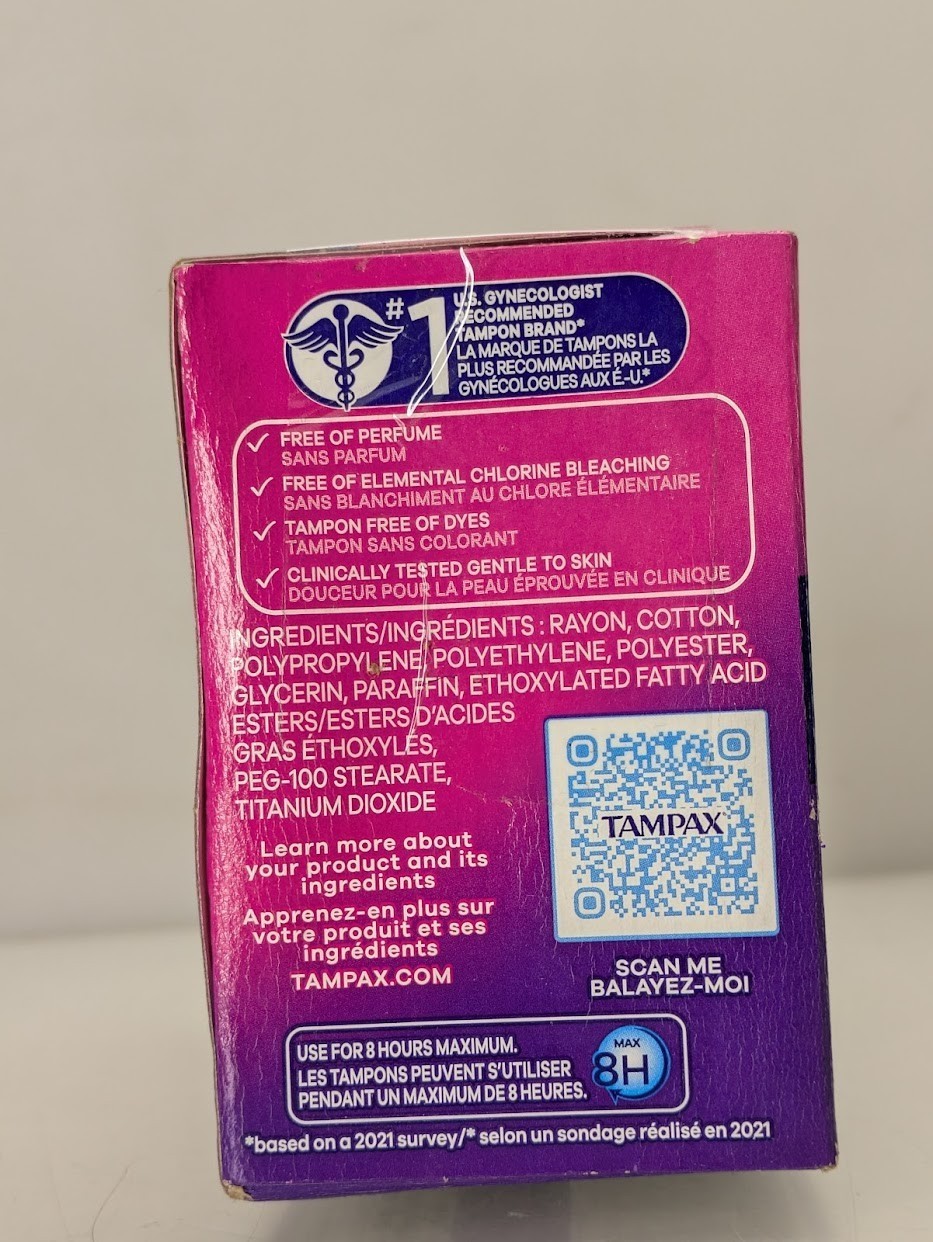 #1
U.S. GYNECOLOGIST
RECOMMENDED
TAMPON BRAND*
LA MARQUE DE TAMPONS LA
PLUS RECOMMANDÉE PAR LES
GYNÉCOLOGUES AUX É.-U.*
FREE OF PERFUME
SANS PARFUM
FREE OF ELEMENTAL CHLORINE BLEACHING
SANS BLANCHIMENT AU CHLORE ÉLÉMENTAIRE
TAMPON FREE OF DYES
TAMPON SANS COLORANT
CLINICALLY TESTED GENTLE TO SKIN
DOUCEUR POUR LA PEAU ÉPROUVÉE EN CLINIQUE
INGREDIENTS/INGRÉDIENTS : RAYON, COTTON,
POLYPROPYLENE, POLYETHYLENE, POLYESTER,
GLYCERIN, PARAFFIN, ETHOXYLATED FATTY ACID
ESTERS/ESTERS D'ACIDES
GRAS ÉTHOXYLÉS,
PEG-100 STEARATE,
TITANIUM DIOXIDE
Learn more about
your product and its
ingredients
Apprenez-en plus sur
votre produit et ses
ingrédients
TAMPAX.COM
TAMPAX
SCAN ME
BALAYEZ-MOI
USE FOR 8 HOURS MAXIMUM.
LES TAMPONS PEUVENT S'UTILISER
PENDANT UN MAXIMUM DE 8 HEURES.
MAX
8H
*based on a 2021 survey/* selon un sondage réalisé en 2021